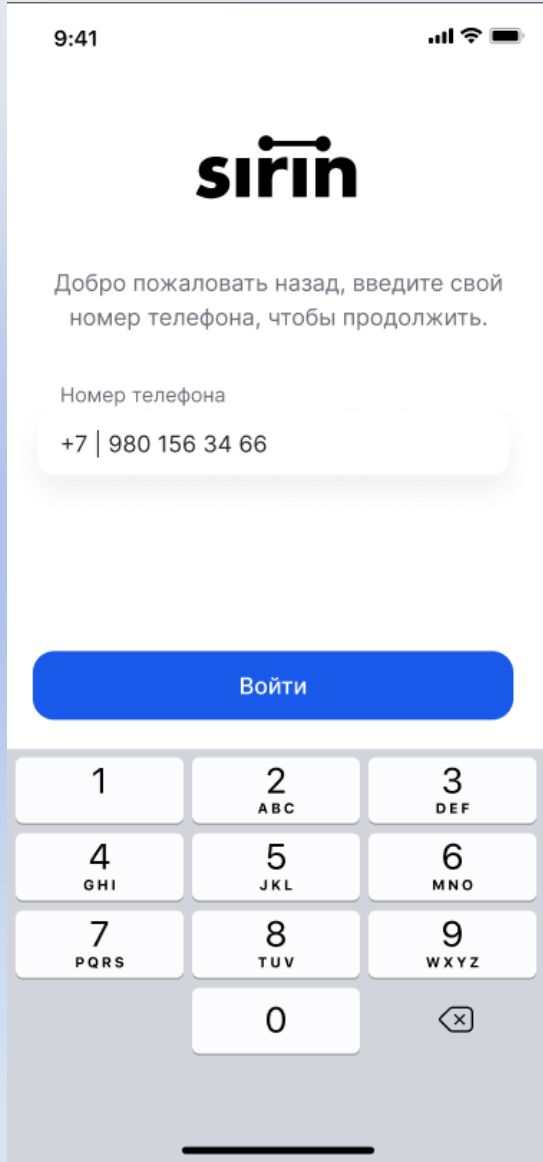 9:41
sirin
Добро пожаловать назад, введите свой
номер телефона, чтобы продолжить.
Номер телефона
+7 | 980 156 34 66
Войти
1 2 3
ABC DEF
4 5 6
GHI JKL MNO
7 8 9
PQRS TUV WXYZ
0